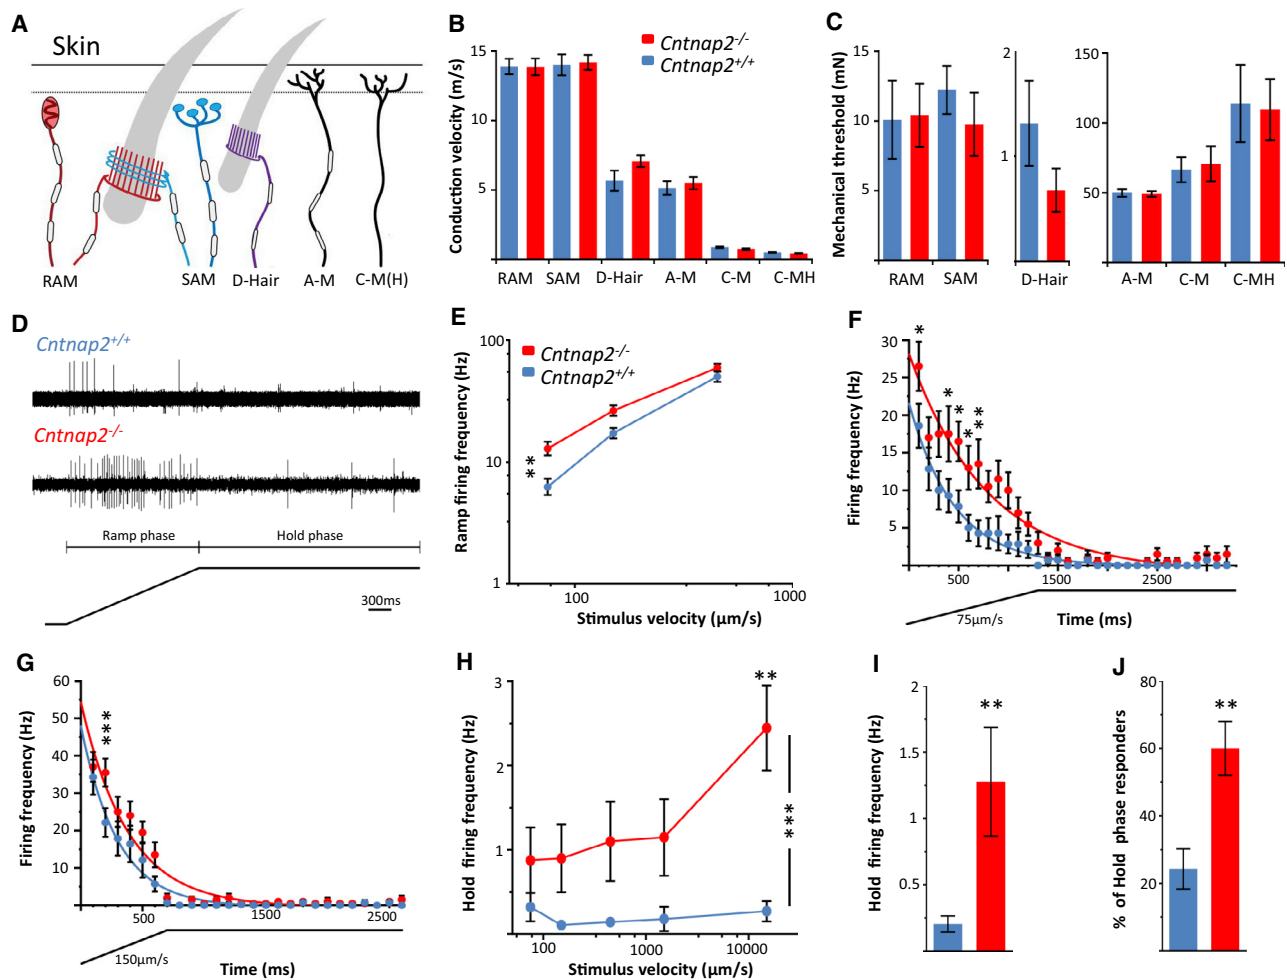 A
Skin
RAM
SAM
D-Hair
A-M
C-M(H)
B
Cntnap2-/-
Cntnap2+/+
Conduction velocity (m/s)
15
10
5
RAM SAM D-Hair A-M C-M C-MH
C
Mechanical threshold (mN)
15
10
5
RAM SAM
2
1
D-Hair
150
100
50
A-M C-M C-MH
D
Cntnap2+/+
Cntnap2-/-
Ramp phase
Hold phase
300ms
E
Cntnap2-/-
Cntnap2+/+
Ramp firing frequency (Hz)
100
10
1
**
100 1000
Stimulus velocity (µm/s)
F
Firing frequency (Hz)
30
25
20
15
10
5
*
*
*
*
**
500 1500 2500
75µm/s
Time (ms)
G
Firing frequency (Hz)
60
50
40
30
20
10
***
500 1500 2500
150µm/s
Time (ms)
H
Hold firing frequency (Hz)
3
2
1
**
***
100 1000 10000
Stimulus velocity (µm/s)
I
Hold firing frequency (Hz)
2
1.5
1
0.5
**
J
% of Hold phase responders
80
60
40
20
**